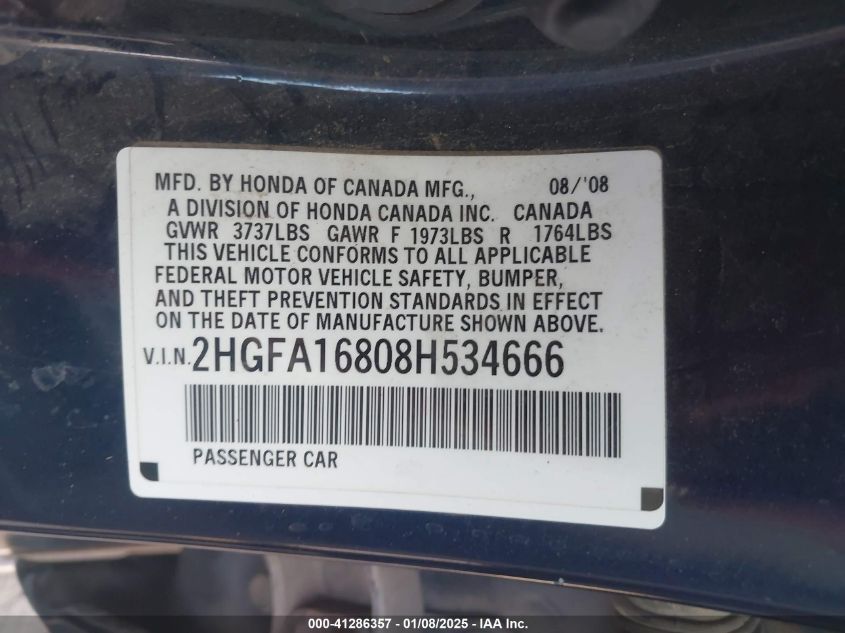 MFD. BY HONDA OF CANADA MFG., 08/'08
A DIVISION OF HONDA CANADA INC. CANADA
GVWR 3737LBS GAWR F 1973LBS R 1764LBS
THIS VEHICLE CONFORMS TO ALL APPLICABLE
FEDERAL MOTOR VEHICLE SAFETY, BUMPER,
AND THEFT PREVENTION STANDARDS IN EFFECT
ON THE DATE OF MANUFACTURE SHOWN ABOVE.
V.I.N. 2HGFA16808H534666
PASSENGER CAR
000-41286357 - 01/08/2025 - IAA Inc.